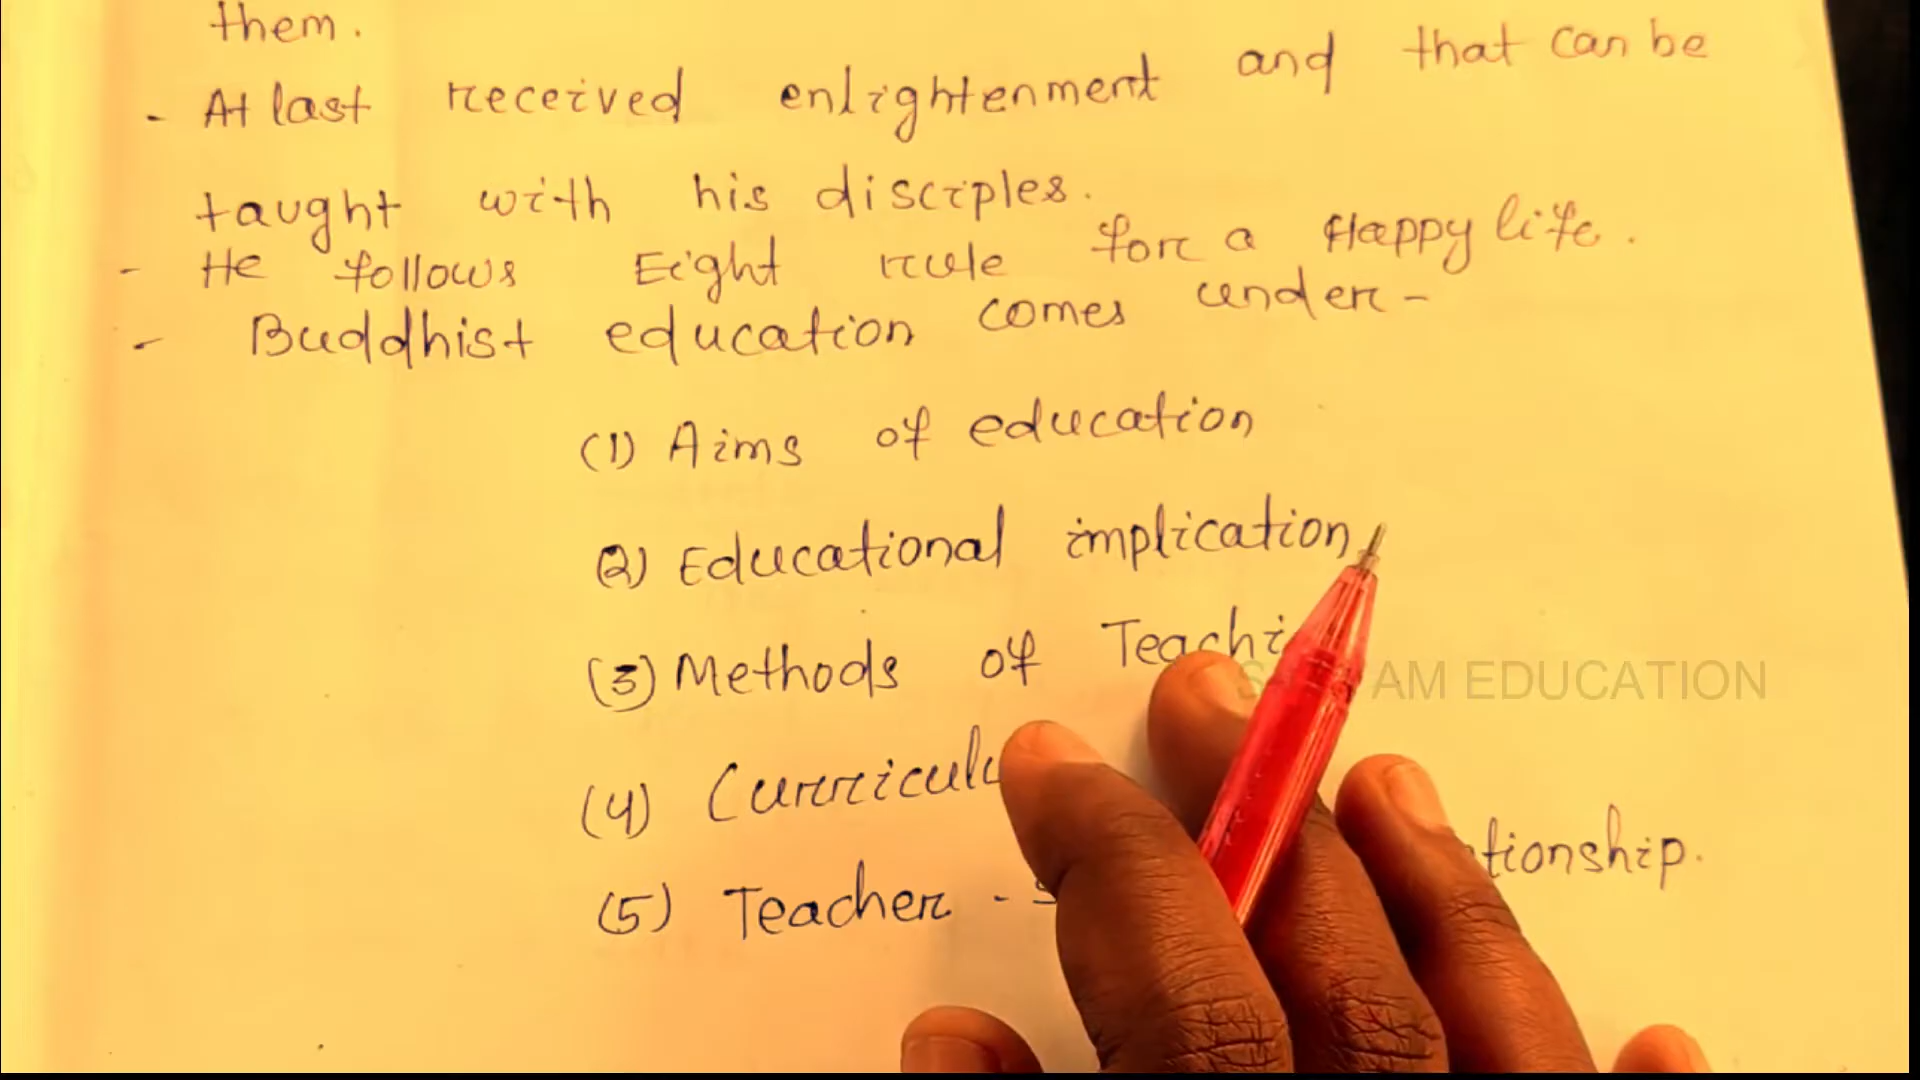 them.
- At last received enlightenment and that can be
taught with his disciples.
- He follows Eight rule for a Happy life.
- Buddhist education comes under -
(1) Aims of education
(2) Educational implication
(3) Methods of Teachi
(4) Curricul
(5) Teacher - tionship.
AM EDUCATION